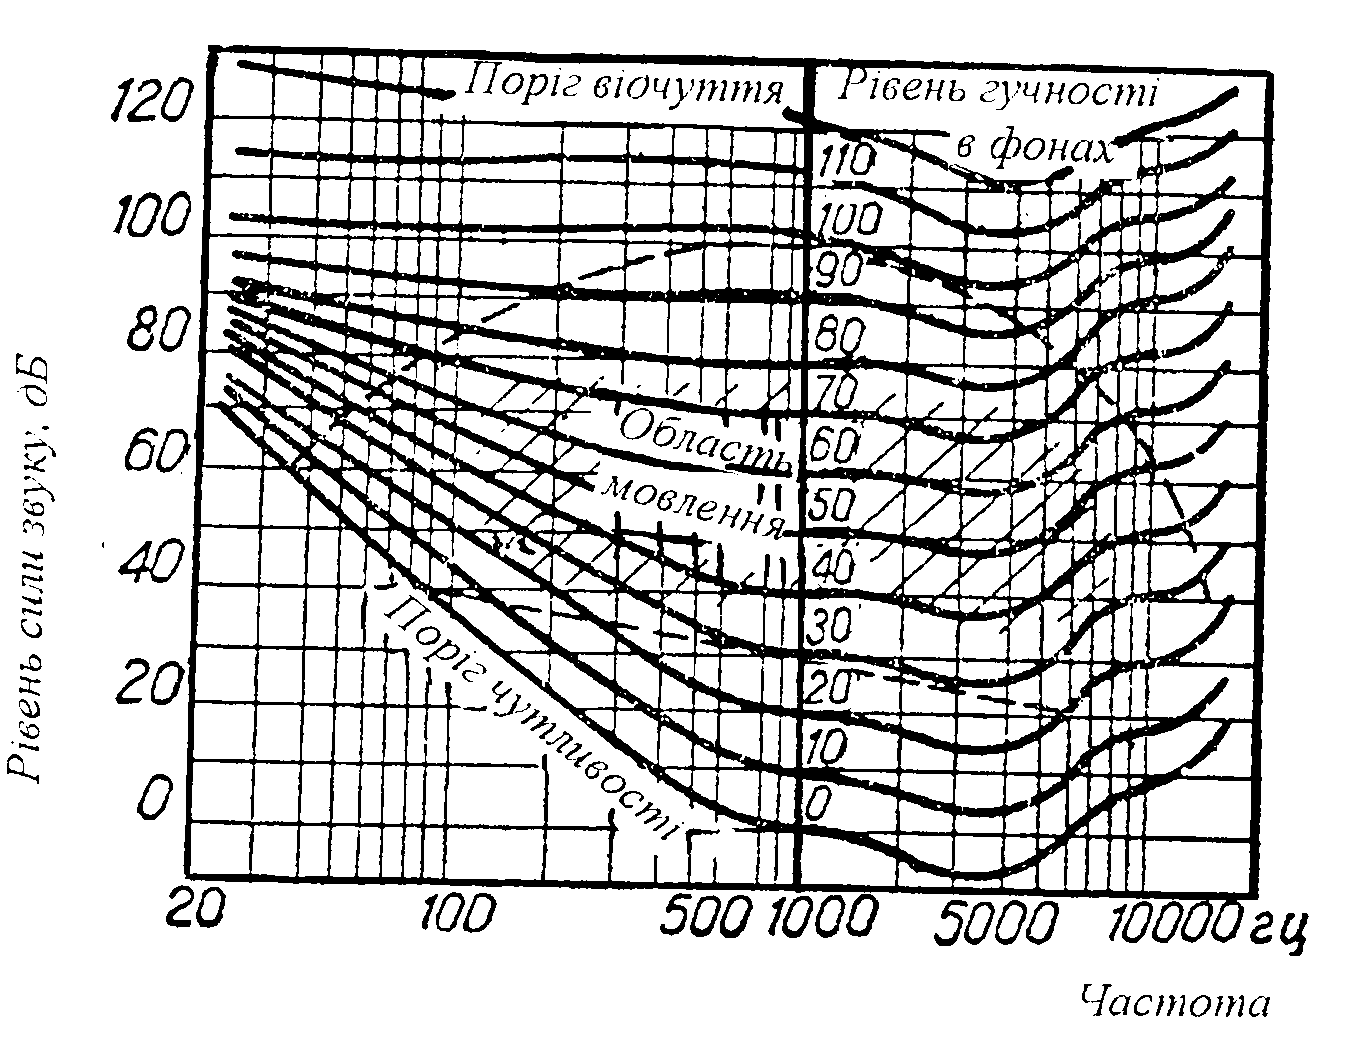 Поріг віочуття
Рівень гучності
в фонах
120
100
80
60
40
20
0
Рівень сили звуку, дБ
110
100
90
80
70
60
50
40
30
20
10
0
Область
мовлення
Поріг чутливості
20
100
500
1000
5000
10000 гц
Частота